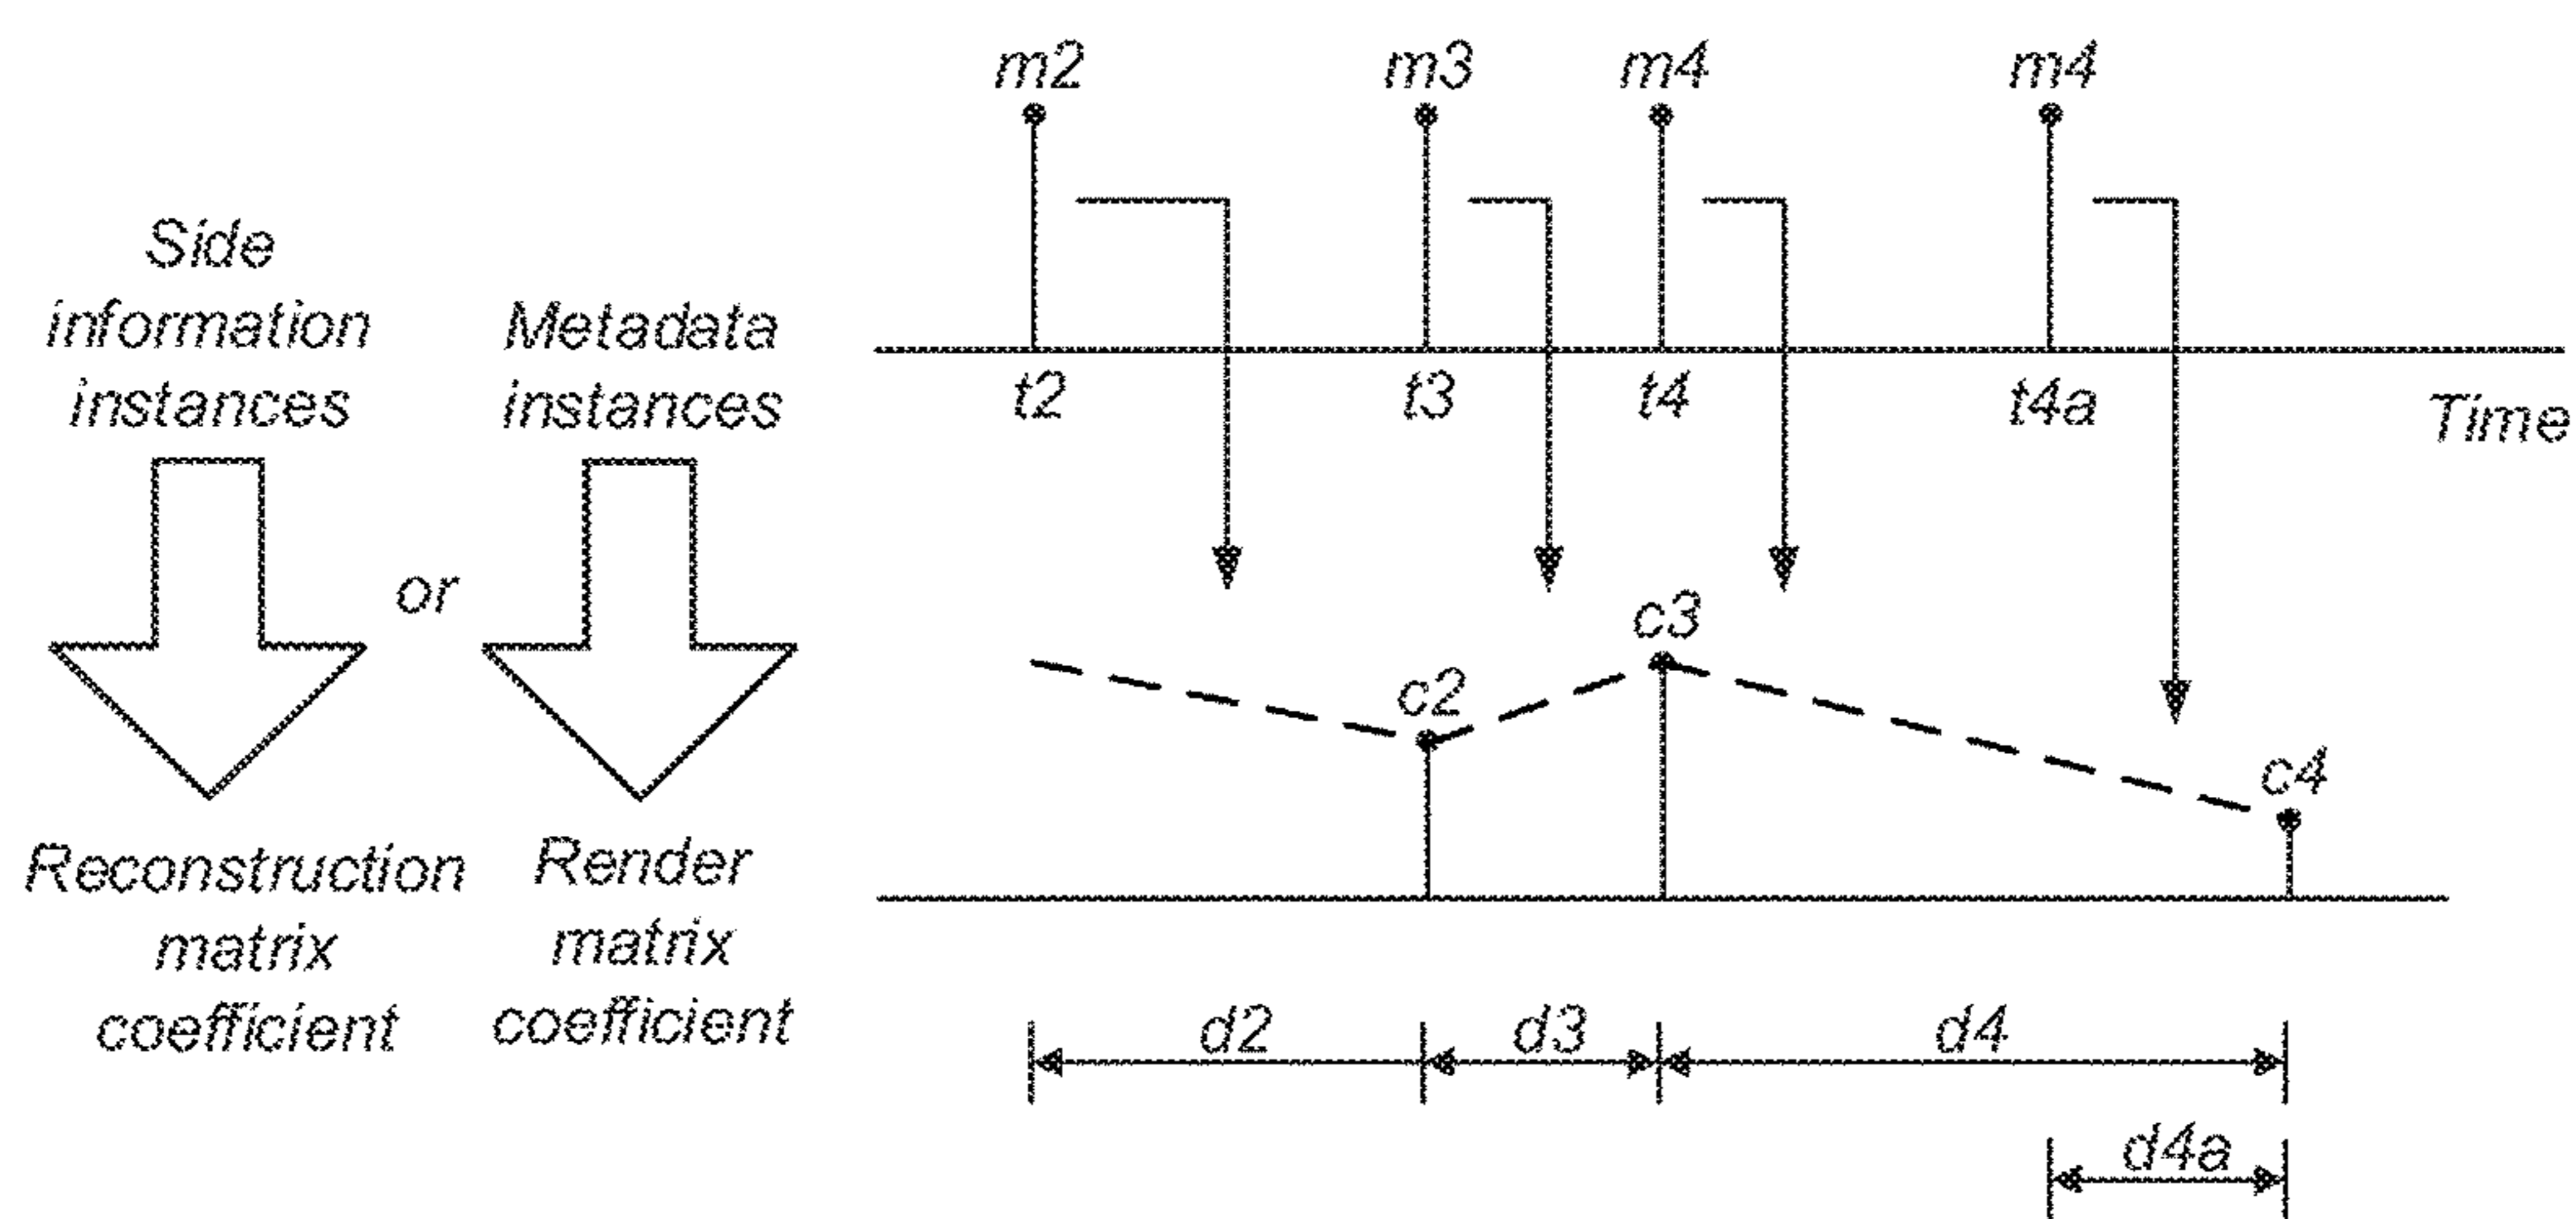 m2 m3 m4 m4
Side
information
instances
Metadata
instances
t2 t3 t4 t4a
Time
or
c2
c3
c4
Reconstruction
matrix
coefficient
Render
matrix
coefficient
d2 d3 d4
d4a